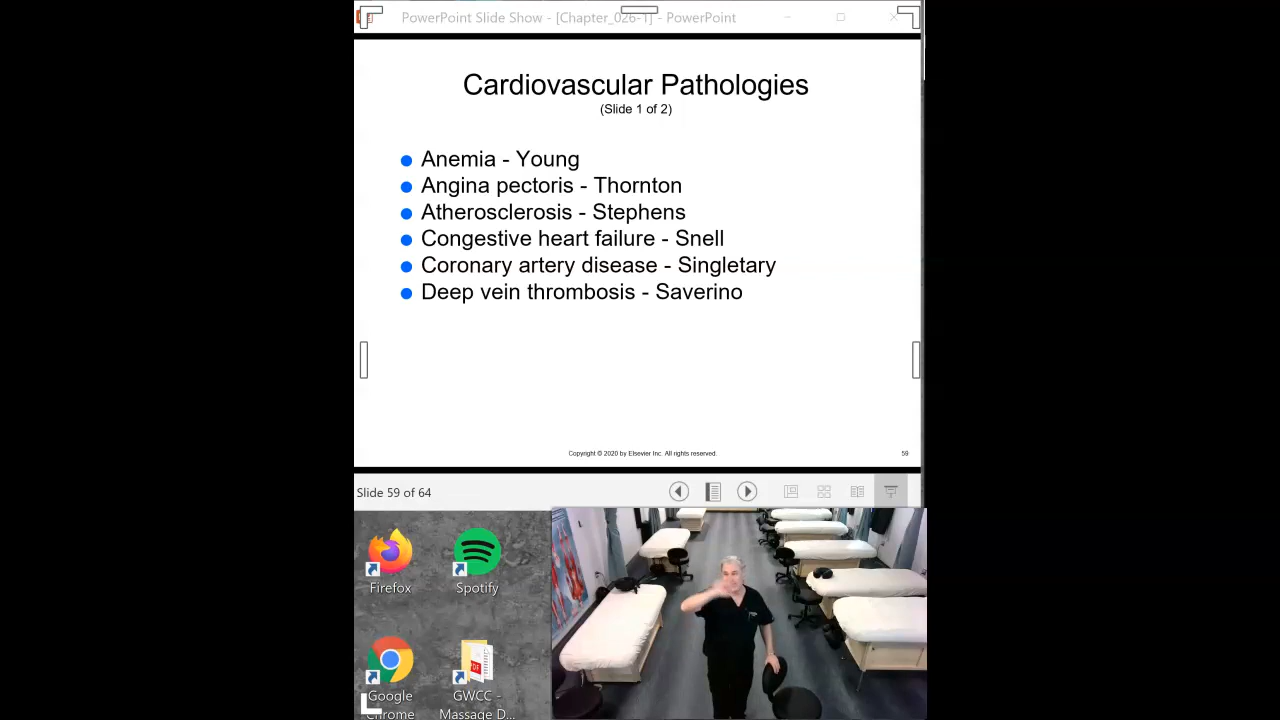 PowerPoint Slide Show - [Chapter_026-1] - PowerPoint
Cardiovascular Pathologies
(Slide 1 of 2)
Anemia - Young
Angina pectoris - Thornton
Atherosclerosis - Stephens
Congestive heart failure - Snell
Coronary artery disease - Singletary
Deep vein thrombosis - Saverino
Copyright © 2020 by Elsevier Inc. All rights reserved.
59
Slide 59 of 64
Firefox
Spotify
Google
Chrome
GWCC -
Massage D...
PDF